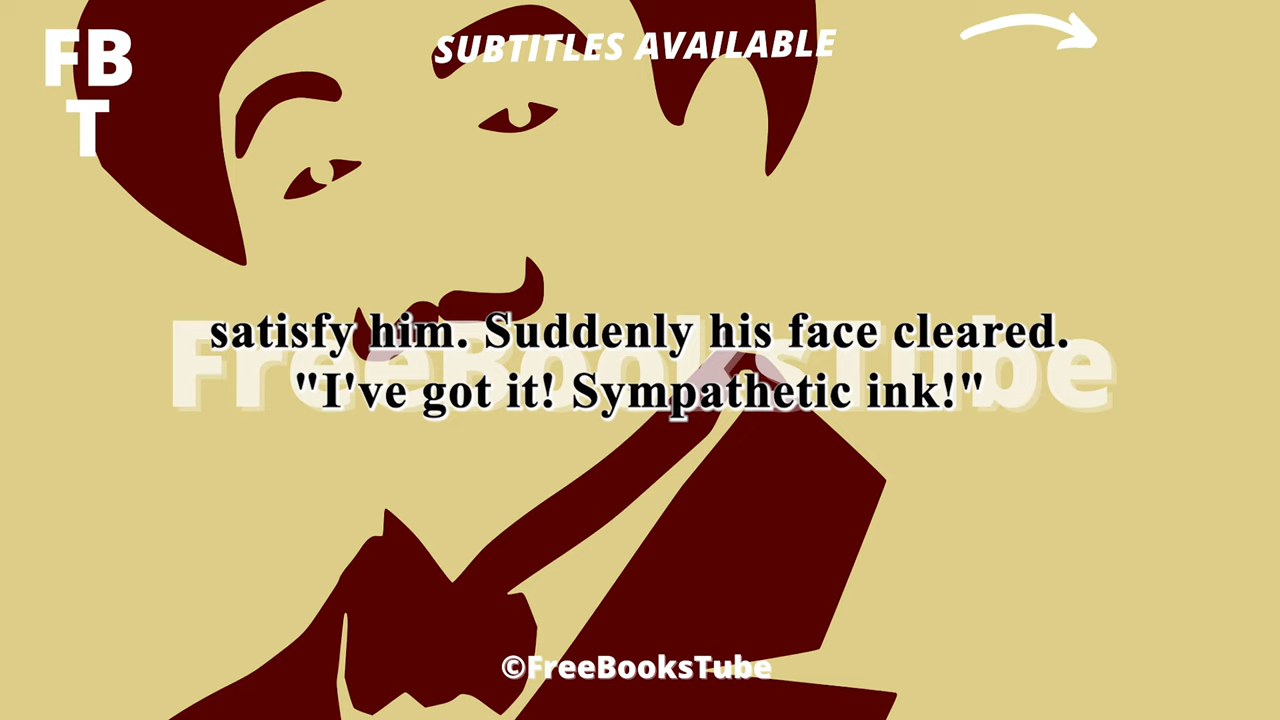 FB
T
SUBTITLES AVAILABLE
satisfy him. Suddenly his face cleared.
FreeBooksTube
"I've got it! Sympathetic ink!"
©FreeBooksTube